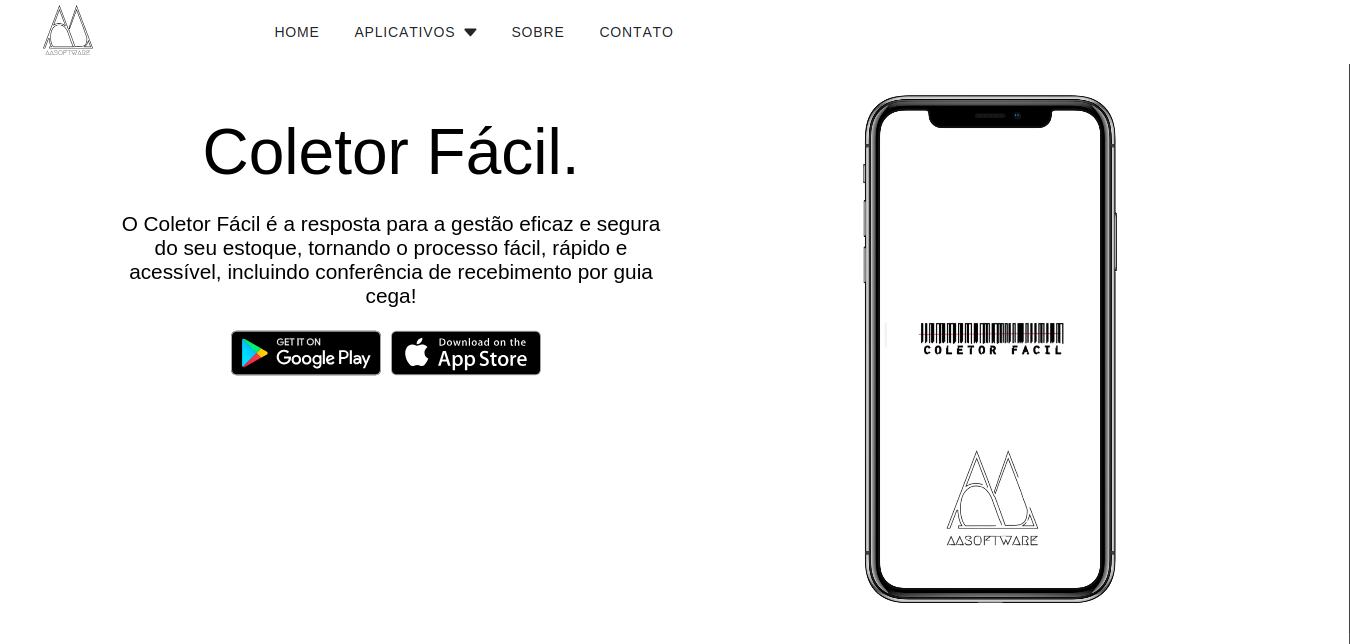 AASOFTWARE
HOME
APLICATIVOS
SOBRE
CONTATO
Coletor Fácil.
O Coletor Fácil é a resposta para a gestão eficaz e segura
do seu estoque, tornando o processo fácil, rápido e
acessível, incluindo conferência de recebimento por guia
cega!
GET IT ON
Google Play
Download on the
App Store
COLETOR FACIL
AASOFTWARE